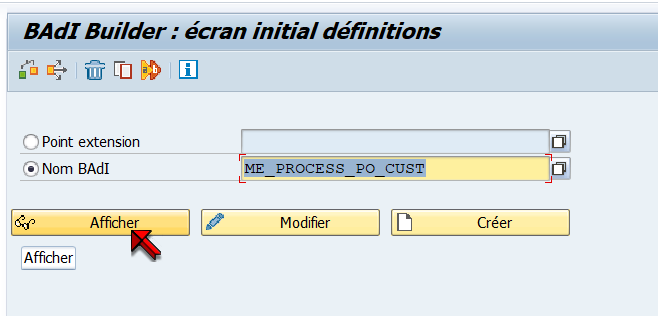 BAdI Builder : écran initial définitions
Point extension
Nom BAdI ME_PROCESS_PO_CUST
Afficher Modifier Créer
Afficher